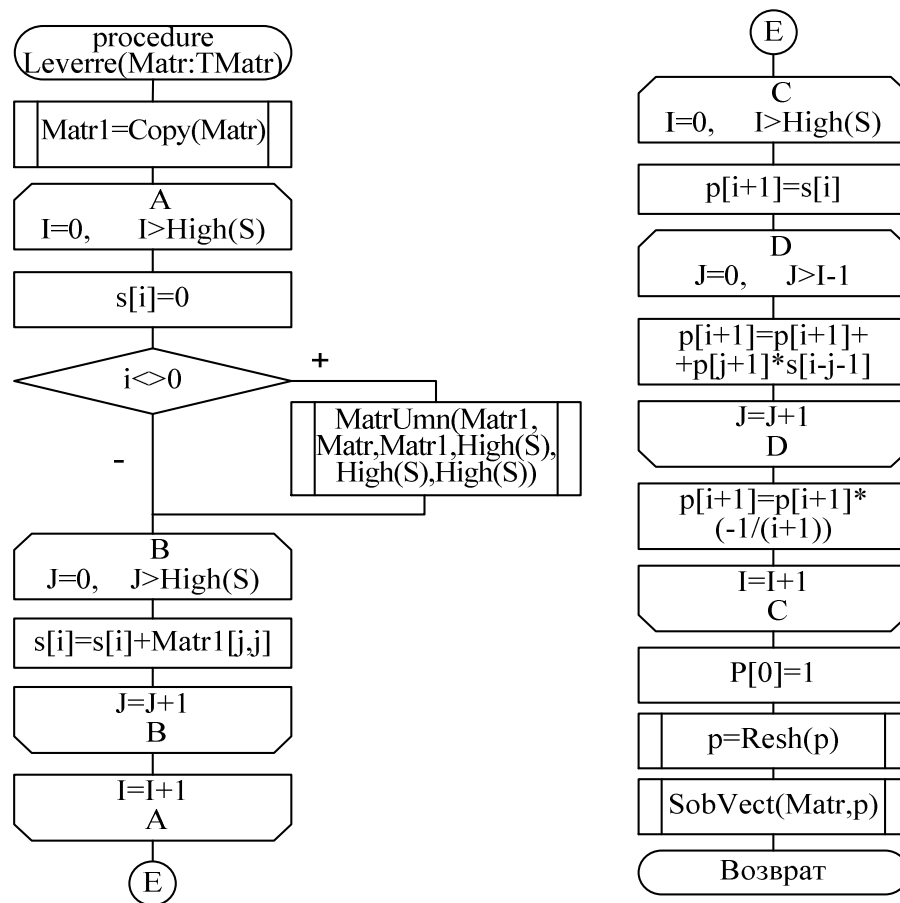 procedure
Leverre(Matr:TMatr)
Matr1=Copy(Matr)
A
I=0, I>High(S)
s[i]=0
i<>0
+
-
MatrUmn(Matr1,
Matr,Matr1,High(S),
High(S),High(S))
B
J=0, J>High(S)
s[i]=s[i]+Matr1[j,j]
J=J+1
B
I=I+1
A
E
E
C
I=0, I>High(S)
p[i+1]=s[i]
D
J=0, J>I-1
p[i+1]=p[i+1]+
+p[j+1]*s[i-j-1]
J=J+1
D
p[i+1]=p[i+1]*
(-1/(i+1))
I=I+1
C
P[0]=1
p=Resh(p)
SobVect(Matr,p)
Возврат